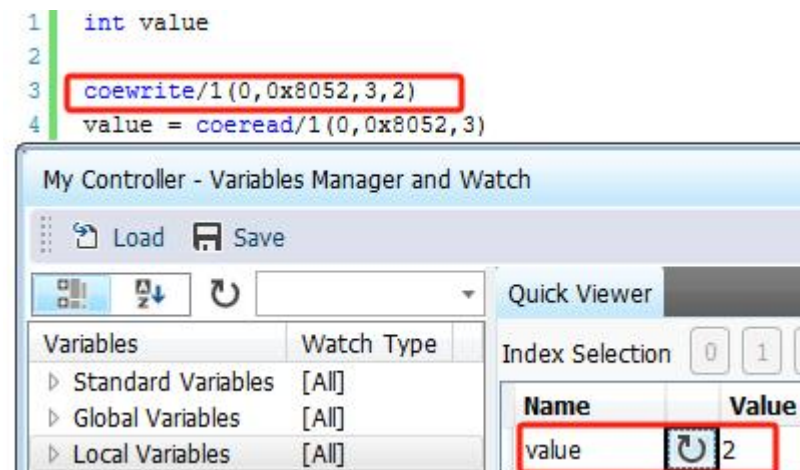 1 int value
2
3 coewrite/1(0,0x8052,3,2)
4 value = coeread/1(0,0x8052,3)
My Controller - Variables Manager and Watch
Load Save
Quick Viewer
Variables Watch Type
Index Selection 0 1
Standard Variables [All]
Name Value
Global Variables [All]
Local Variables [All]
value 2